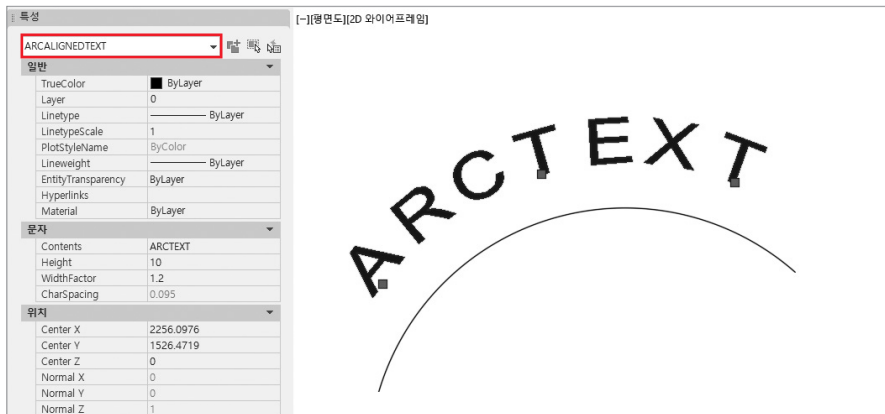 특성
[−][평면도][2D 와이어프레임]
ARCALIGNEDTEXT
일반
TrueColor ByLayer
Layer 0
Linetype ByLayer
LinetypeScale 1
PlotStyleName ByColor
Lineweight ByLayer
EntityTransparency ByLayer
Hyperlinks
Material ByLayer
문자
Contents ARCTEXT
Height 10
WidthFactor 1.2
CharSpacing 0.095
위치
Center X 2256.0976
Center Y 1526.4719
Center Z 0
Normal X 0
Normal Y 0
Normal Z 1
ARCTEXT